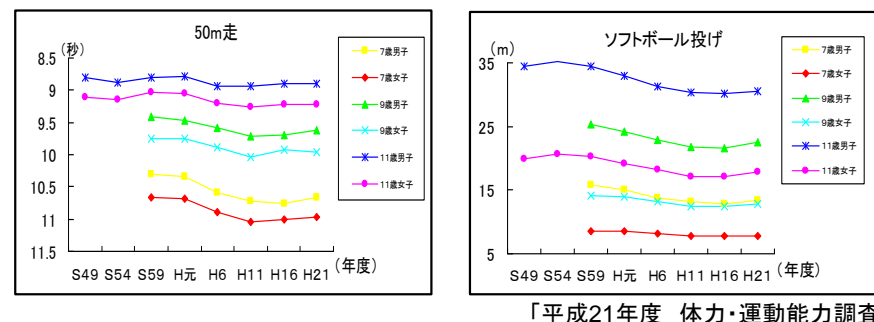 50m走
(秒)
8.5
9
9.5
10
10.5
11
11.5
S49 S54 S59 H元 H6 H11 H16 H21
(年度)
7歳男子
7歳女子
9歳男子
9歳女子
11歳男子
11歳女子
ソフトボール投げ
(m)
35
25
15
5
S49 S54 S59 H元 H6 H11 H16 H21
(年度)
7歳男子
7歳女子
9歳男子
9歳女子
11歳男子
11歳女子
「平成21年度 体力・運動能力調査